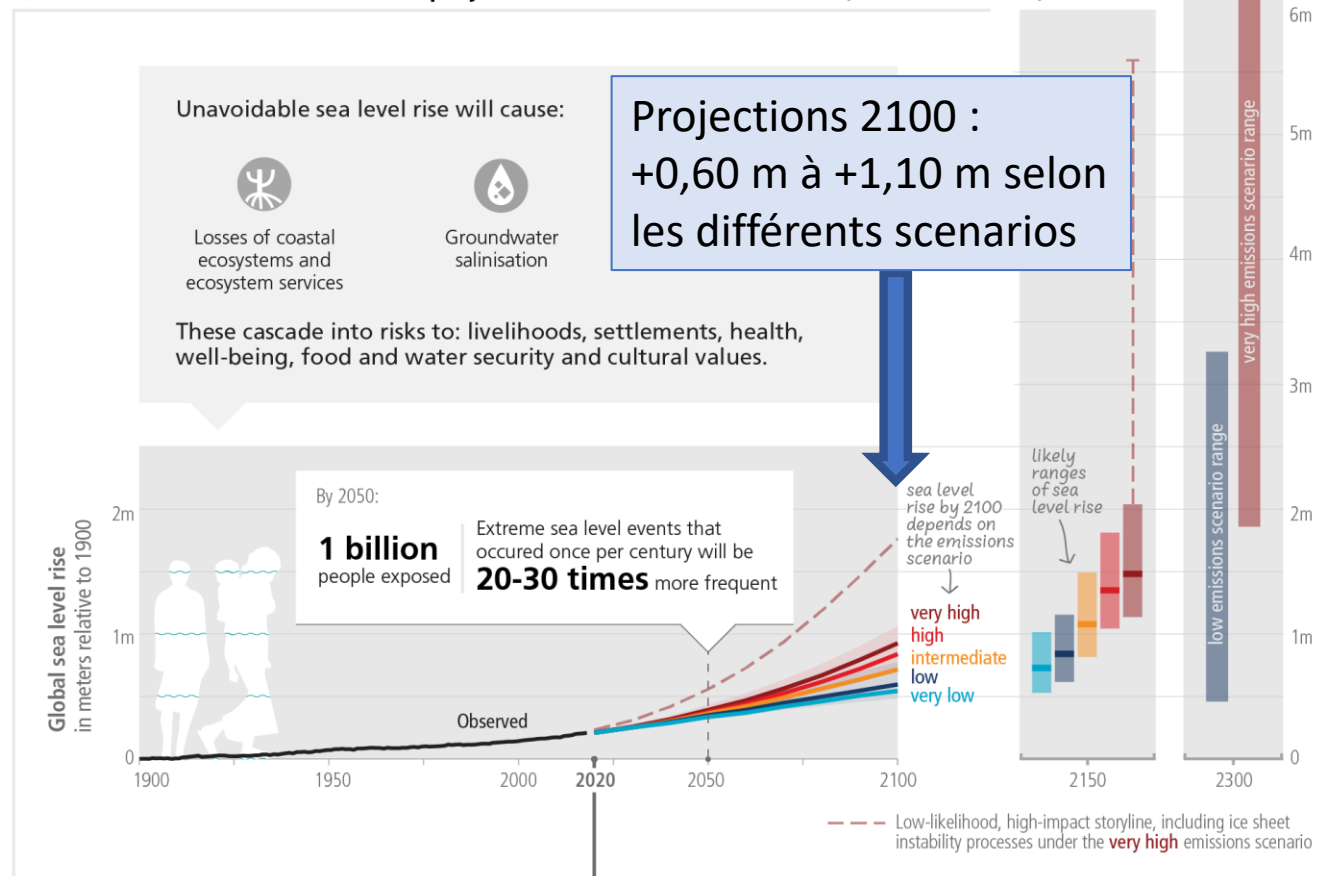 Unavoidable sea level rise will cause:
Losses of coastal
ecosystems and
ecosystem services
Groundwater
salinisation
These cascade into risks to: livelihoods, settlements, health,
well-being, food and water security and cultural values.
Projections 2100 :
+0,60 m à +1,10 m selon
les différents scenarios
Global sea level rise
in meters relative to 1900
2m
1m
0
By 2050:
1 billion
people exposed
Extreme sea level events that
occured once per century will be
20-30 times more frequent
Observed
sea level
rise by 2100
depends on
the emissions
scenario
very high
high
intermediate
low
very low
1900
1950
2000
2020
2050
2100
likely
ranges
of sea
level rise
2150
low emissions scenario range
very high emissions scenario range
2300
6m
5m
4m
3m
2m
1m
0
Low-likelihood, high-impact storyline, including ice sheet
instability processes under the very high emissions scenario